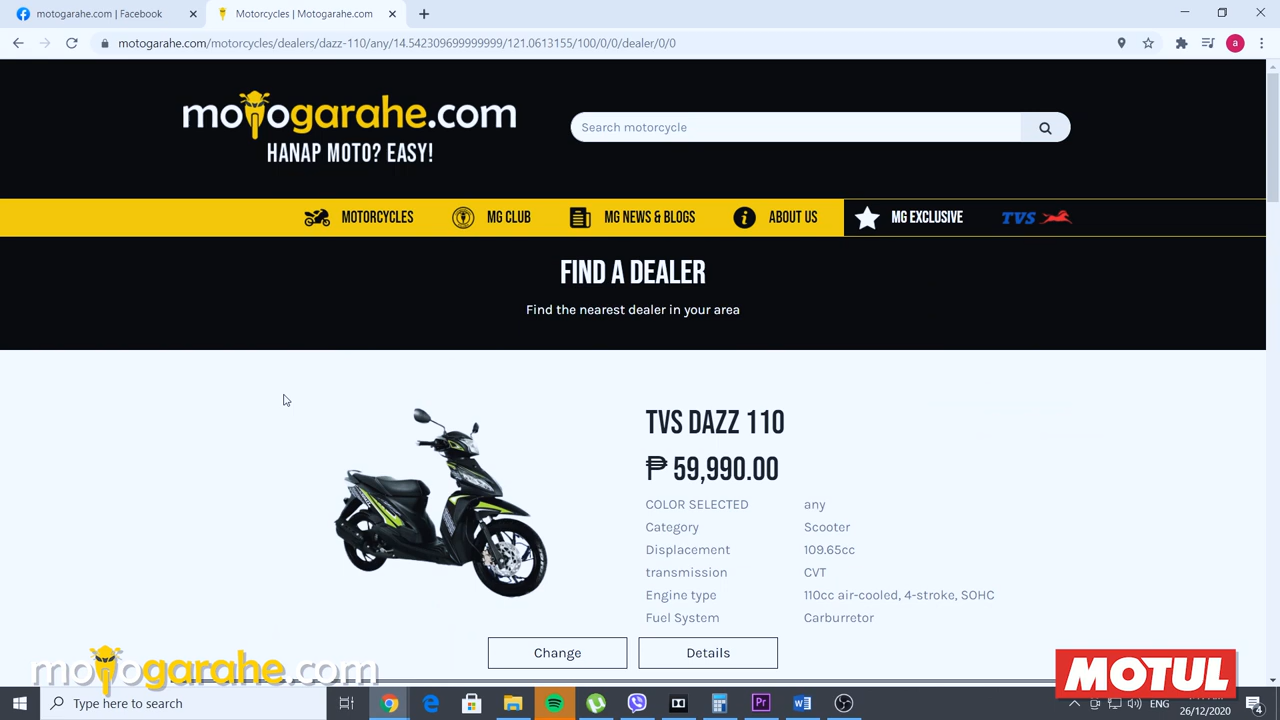 motogarahe.com | Facebook
Motorcycles | Motogarahe.com
motogarahe.com/motorcycles/dealers/dazz-110/any/14.542309699999999/121.0613155/100/0/0/dealer/0/0
a
motogarahe.com
HANAP MOTO? EASY!
Search motorcycle
MOTORCYCLES
MG CLUB
MG NEWS & BLOGS
ABOUT US
MG EXCLUSIVE
TVS
FIND A DEALER
Find the nearest dealer in your area
TVS DAZZ 110
₱ 59,990.00
COLOR SELECTED any
Category Scooter
Displacement 109.65cc
transmission CVT
Engine type 110cc air-cooled, 4-stroke, SOHC
Fuel System Carburretor
Change
Details
motogarahe.com
MOTUL
Type here to search
ENG
26/12/2020
4